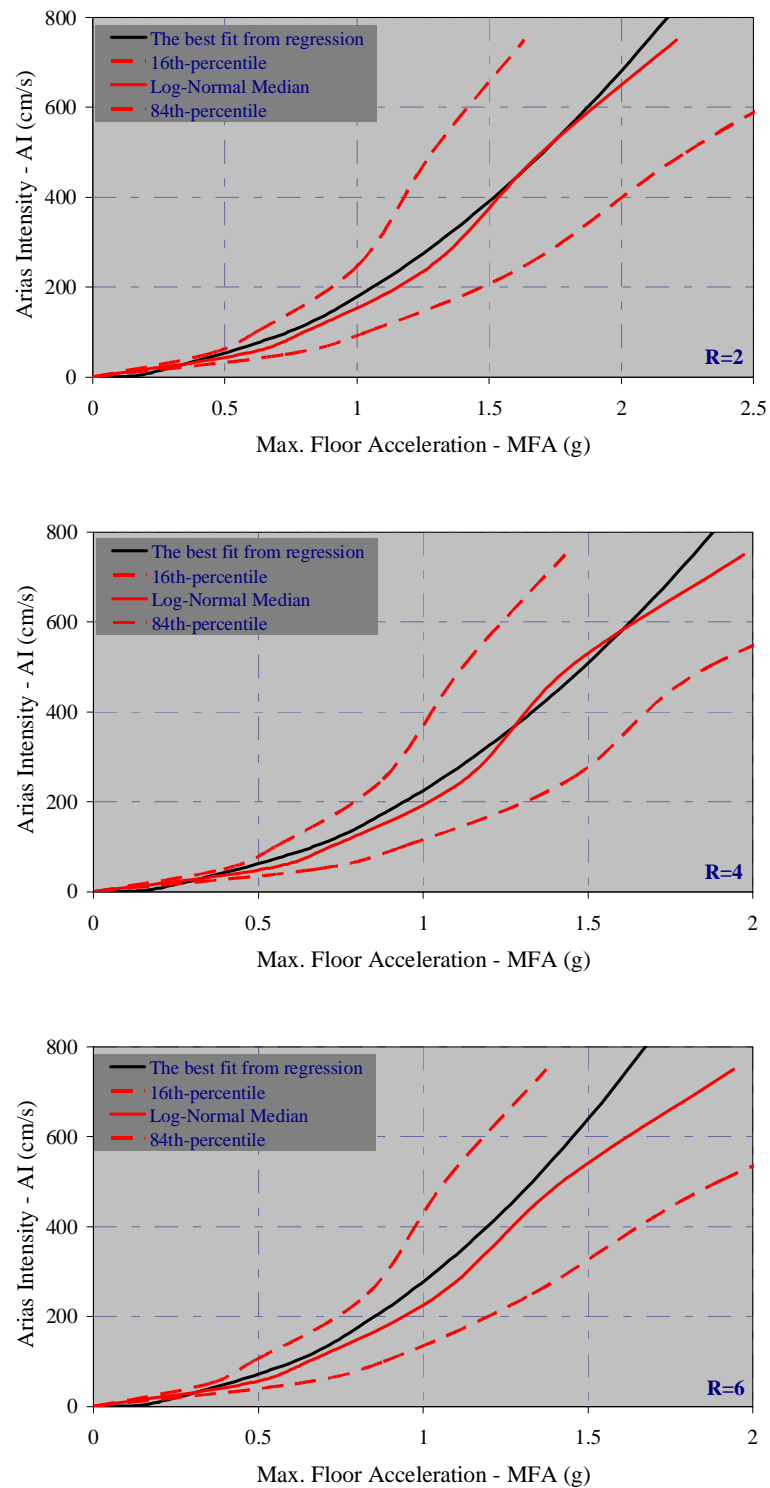 800
600
400
200
0
Arias Intensity - AI (cm/s)
The best fit from regression
16th-percentile
Log-Normal Median
84th-percentile
R=2
0 0.5 1 1.5 2 2.5
Max. Floor Acceleration - MFA (g)
800
600
400
200
0
Arias Intensity - AI (cm/s)
The best fit from regression
16th-percentile
Log-Normal Median
84th-percentile
R=4
0 0.5 1 1.5 2
Max. Floor Acceleration - MFA (g)
800
600
400
200
0
Arias Intensity - AI (cm/s)
The best fit from regression
16th-percentile
Log-Normal Median
84th-percentile
R=6
0 0.5 1 1.5 2
Max. Floor Acceleration - MFA (g)